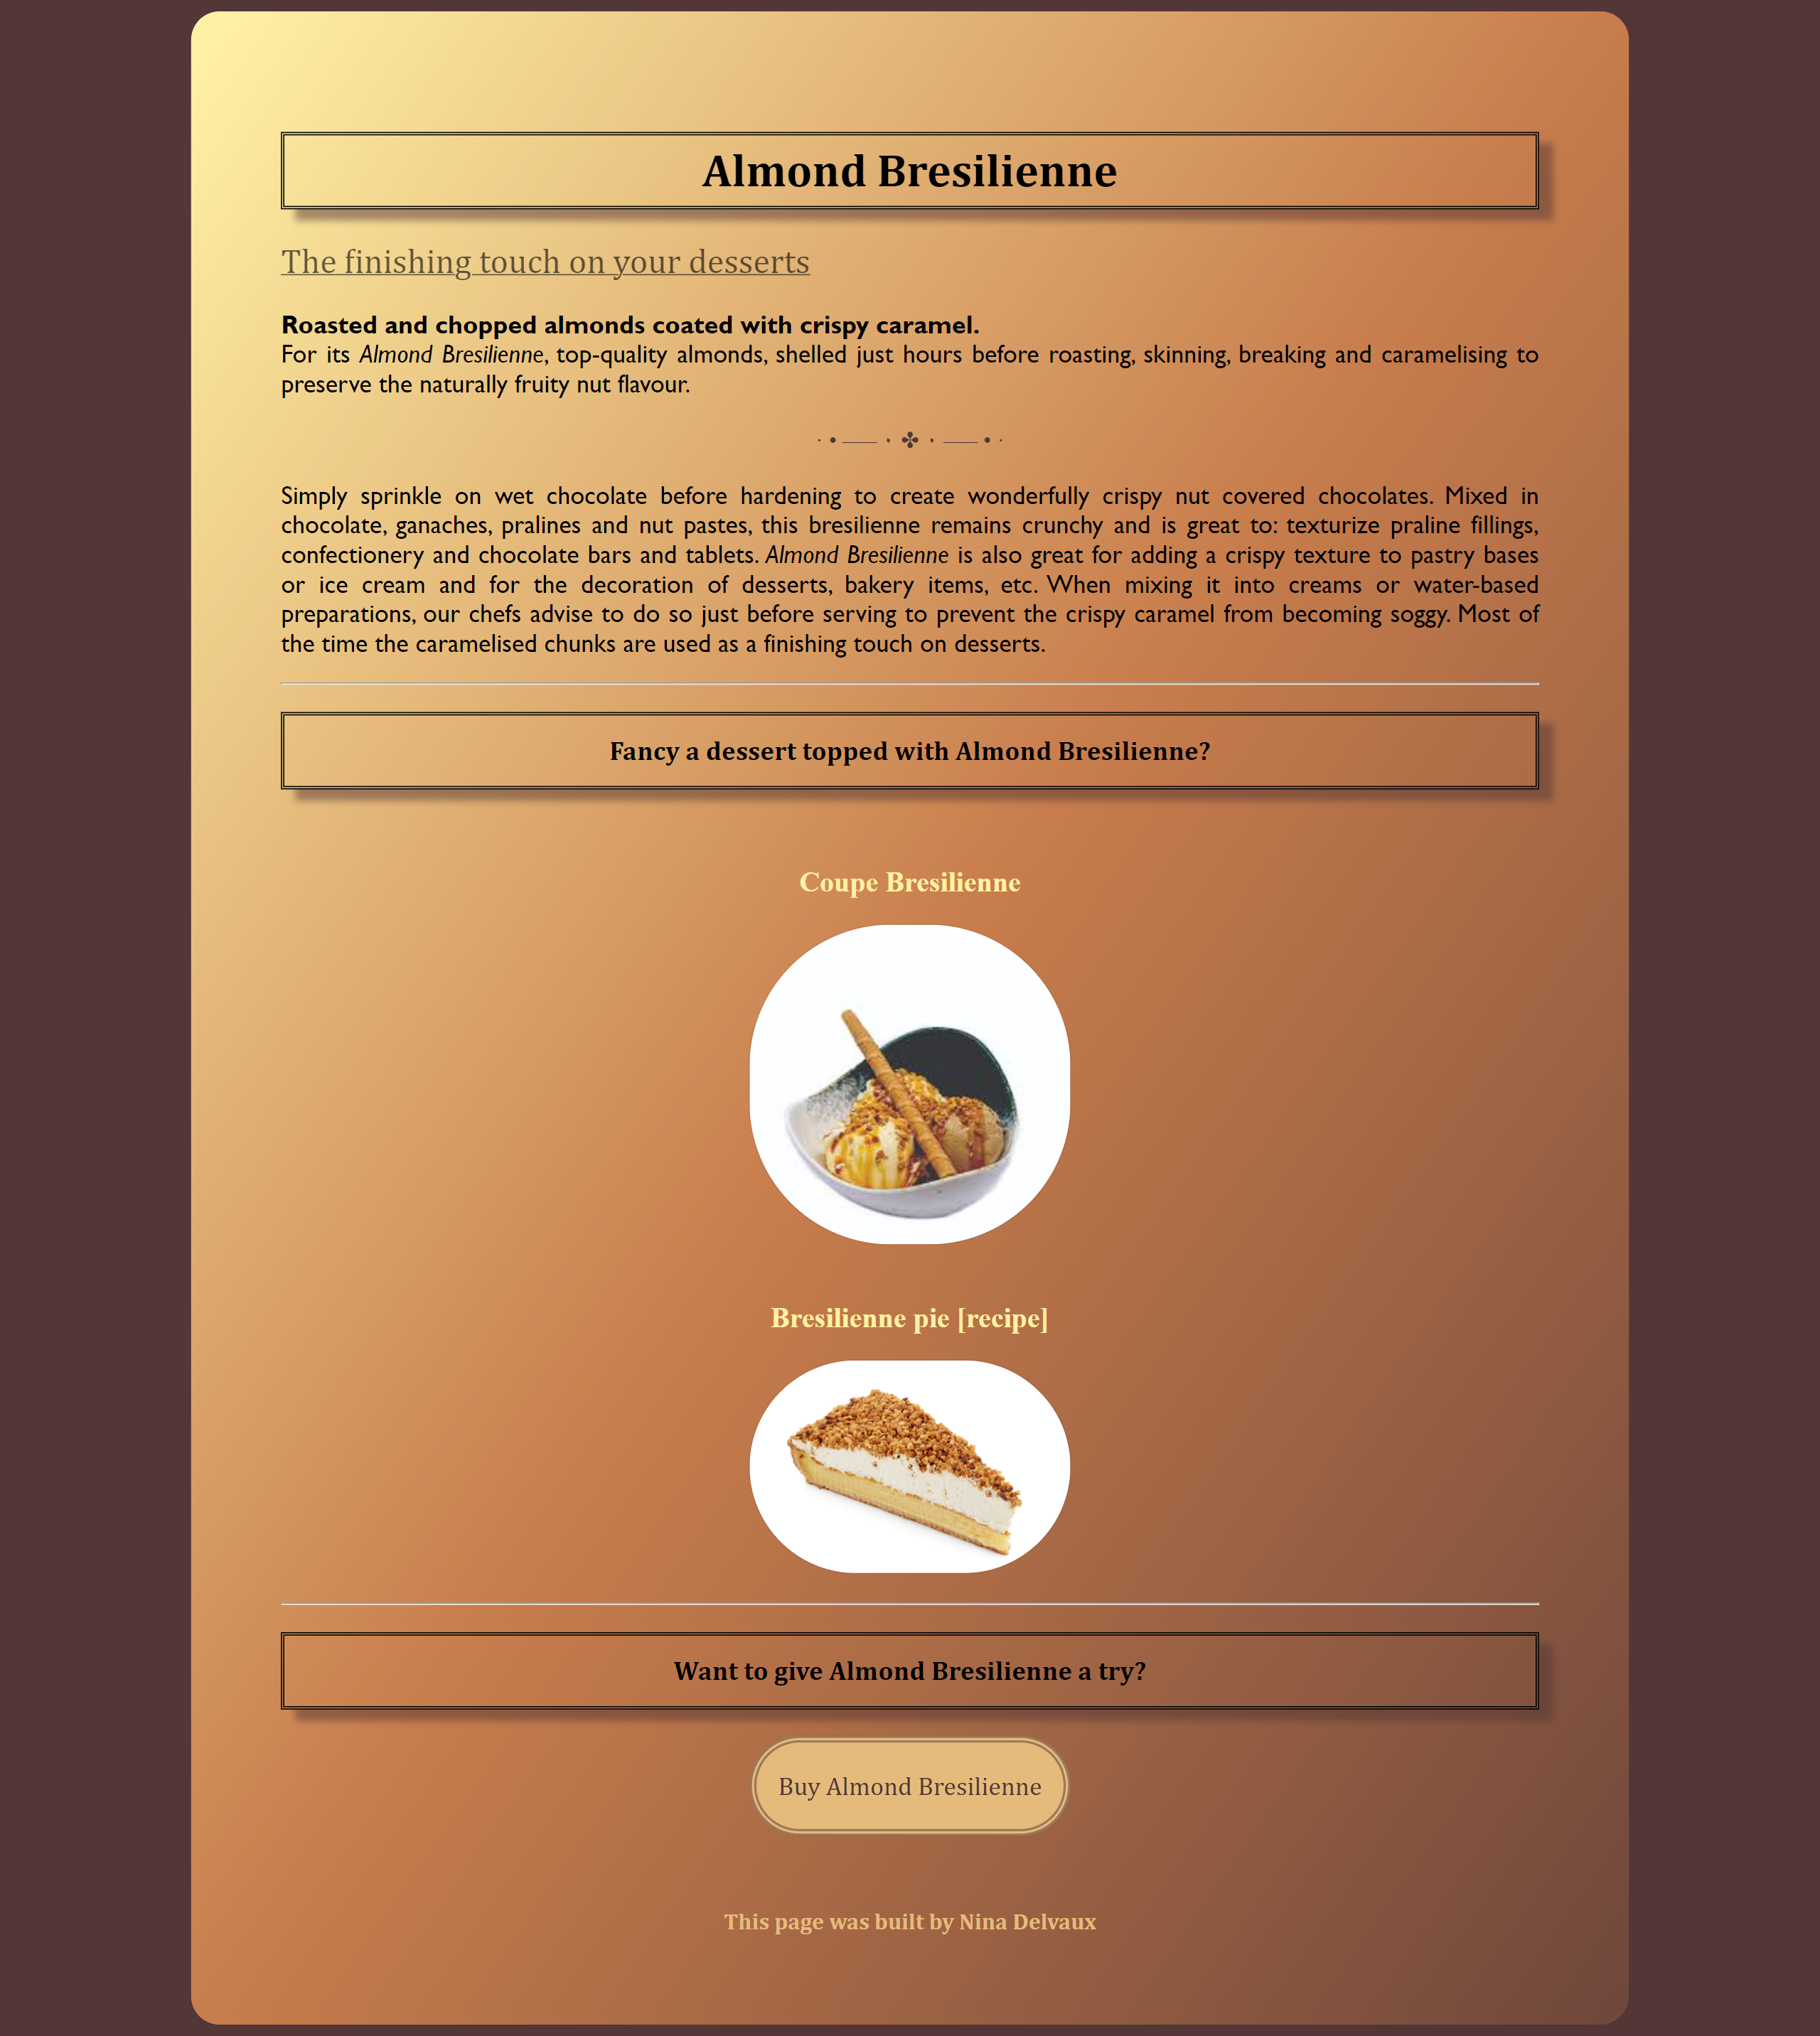 Almond Bresilienne
The finishing touch on your desserts
Roasted and chopped almonds coated with crispy caramel.
For its Almond Bresilienne, top-quality almonds, shelled just hours before roasting, skinning, breaking and caramelising to
preserve the naturally fruity nut flavour.
Simply sprinkle on wet chocolate before hardening to create wonderfully crispy nut covered chocolates. Mixed in
chocolate, ganaches, pralines and nut pastes, this bresilienne remains crunchy and is great to: texturize praline fillings,
confectionery and chocolate bars and tablets. Almond Bresilienne is also great for adding a crispy texture to pastry bases
or ice cream and for the decoration of desserts, bakery items, etc. When mixing it into creams or water-based
preparations, our chefs advise to do so just before serving to prevent the crispy caramel from becoming soggy. Most of
the time the caramelised chunks are used as a finishing touch on desserts.
Fancy a dessert topped with Almond Bresilienne?
Coupe Bresilienne
Bresilienne pie [recipe]
Want to give Almond Bresilienne a try?
Buy Almond Bresilienne
This page was built by Nina Delvaux